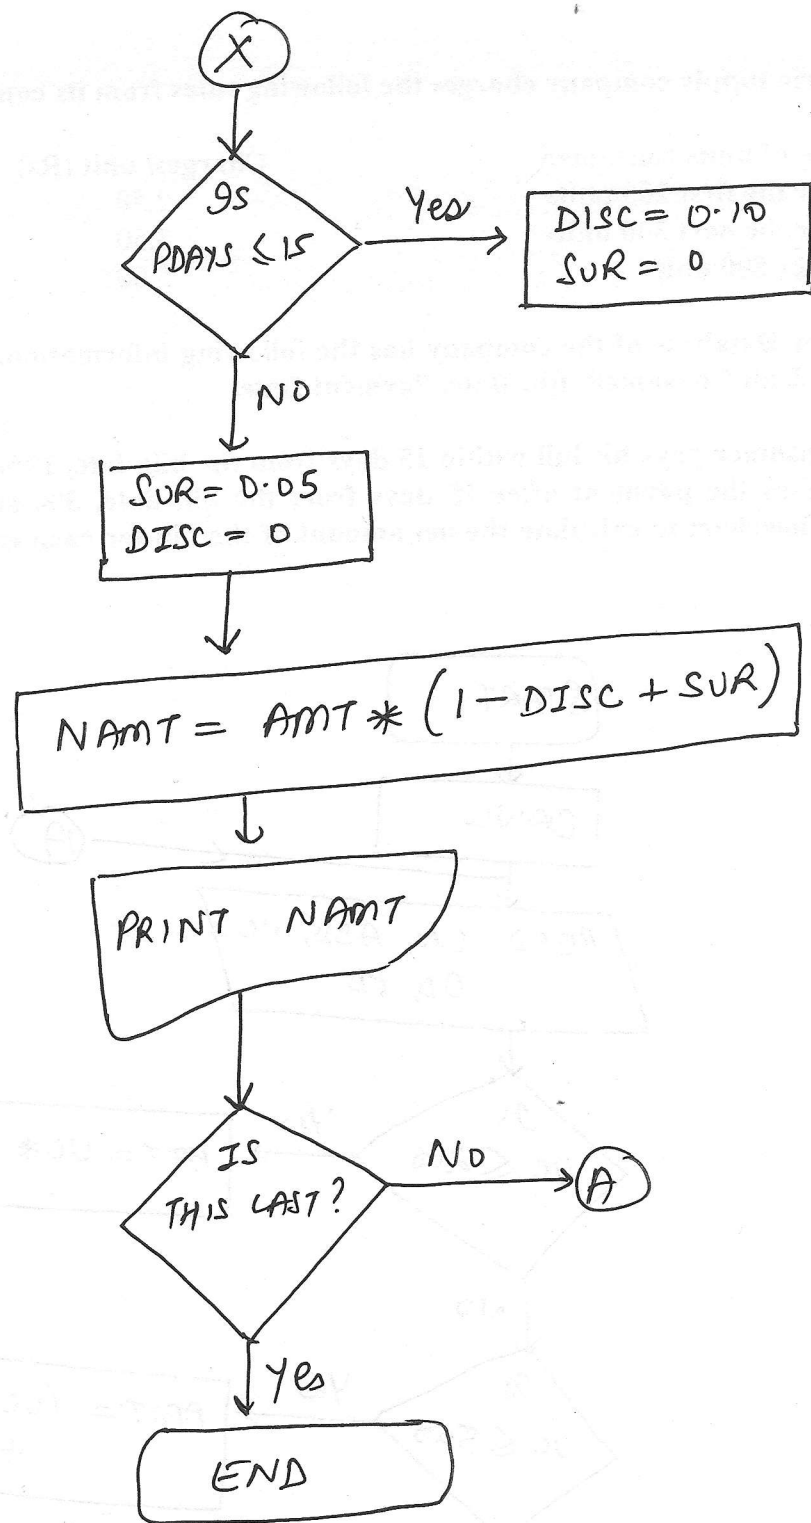 X
Is
PDAYS ≤ 15
Yes
DISC = 0.10
SUR = 0
NO
SUR = 0.05
DISC = 0
NAMT = AMT * (1 - DISC + SUR)
PRINT NAMT
IS
THIS LAST?
NO
A
Yes
END